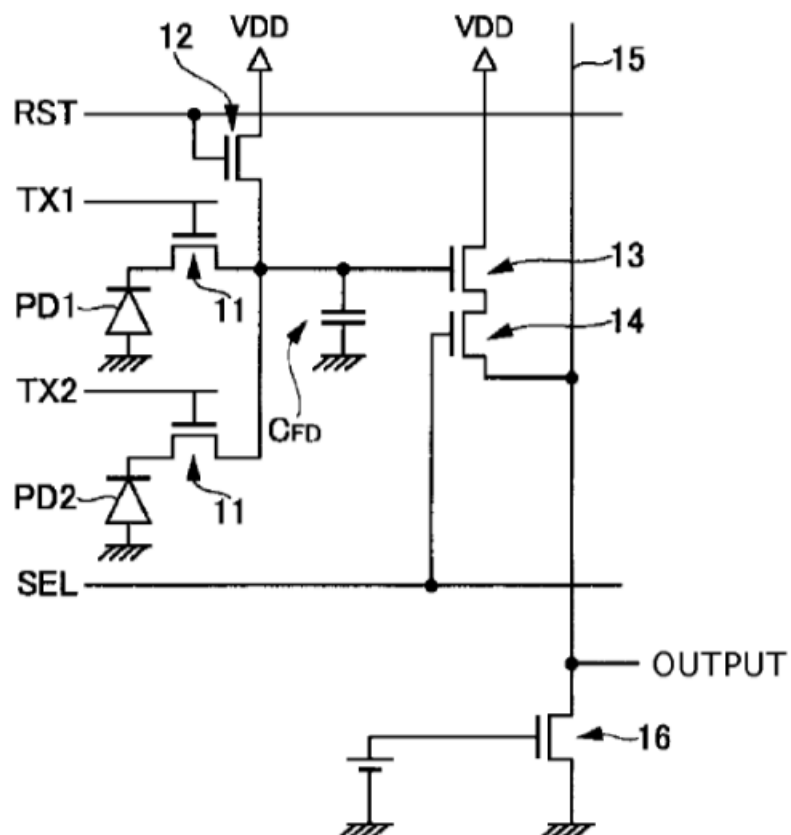 12
VDD
VDD
15
RST
TX1
13
PD1
11
14
TX2
CFD
PD2
11
SEL
OUTPUT
16